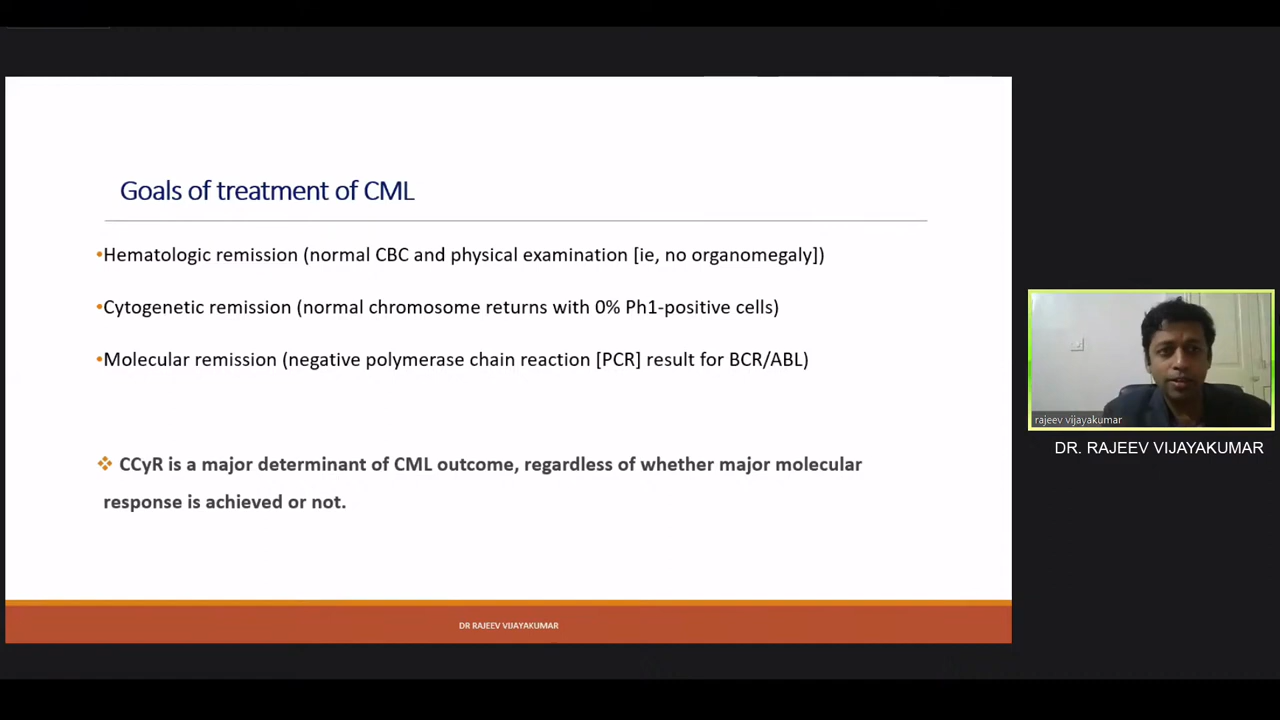 Goals of treatment of CML
•Hematologic remission (normal CBC and physical examination [ie, no organomegaly])
•Cytogenetic remission (normal chromosome returns with 0% Ph1-positive cells)
•Molecular remission (negative polymerase chain reaction [PCR] result for BCR/ABL)
❖ CCyR is a major determinant of CML outcome, regardless of whether major molecular
response is achieved or not.
DR RAJEEV VIJAYAKUMAR
rajeev vijayakumar
DR. RAJEEV VIJAYAKUMAR